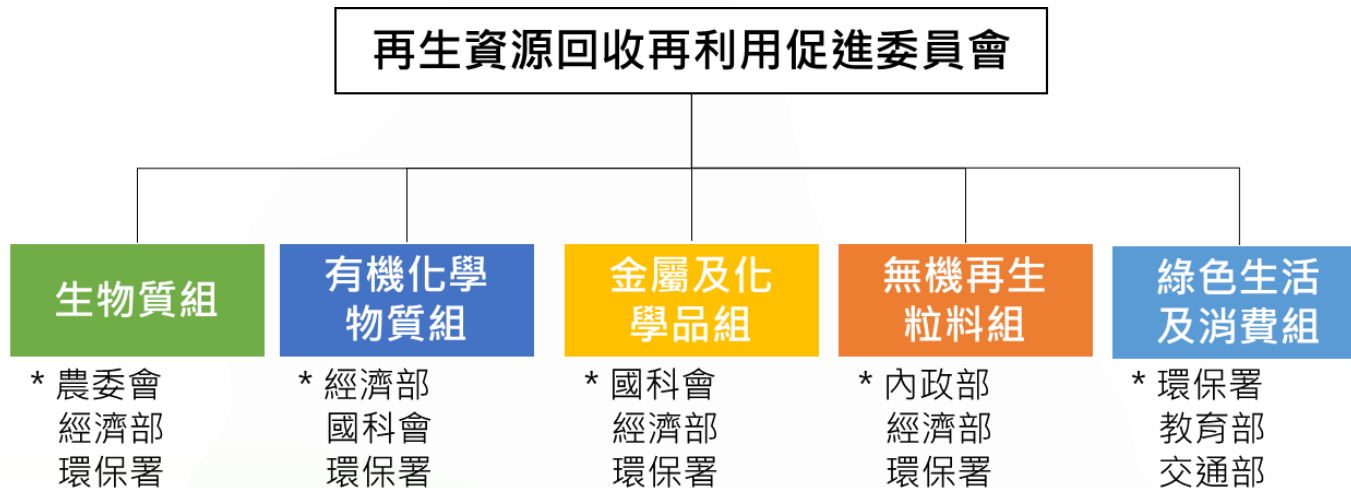 再生資源回收再利用促進委員會
生物質組
有機化學
物質組
金屬及化
學品組
無機再生
粒料組
綠色生活
及消費組
* 農委會
經濟部
環保署
* 經濟部
國科會
環保署
* 國科會
經濟部
環保署
* 內政部
經濟部
環保署
* 環保署
教育部
交通部